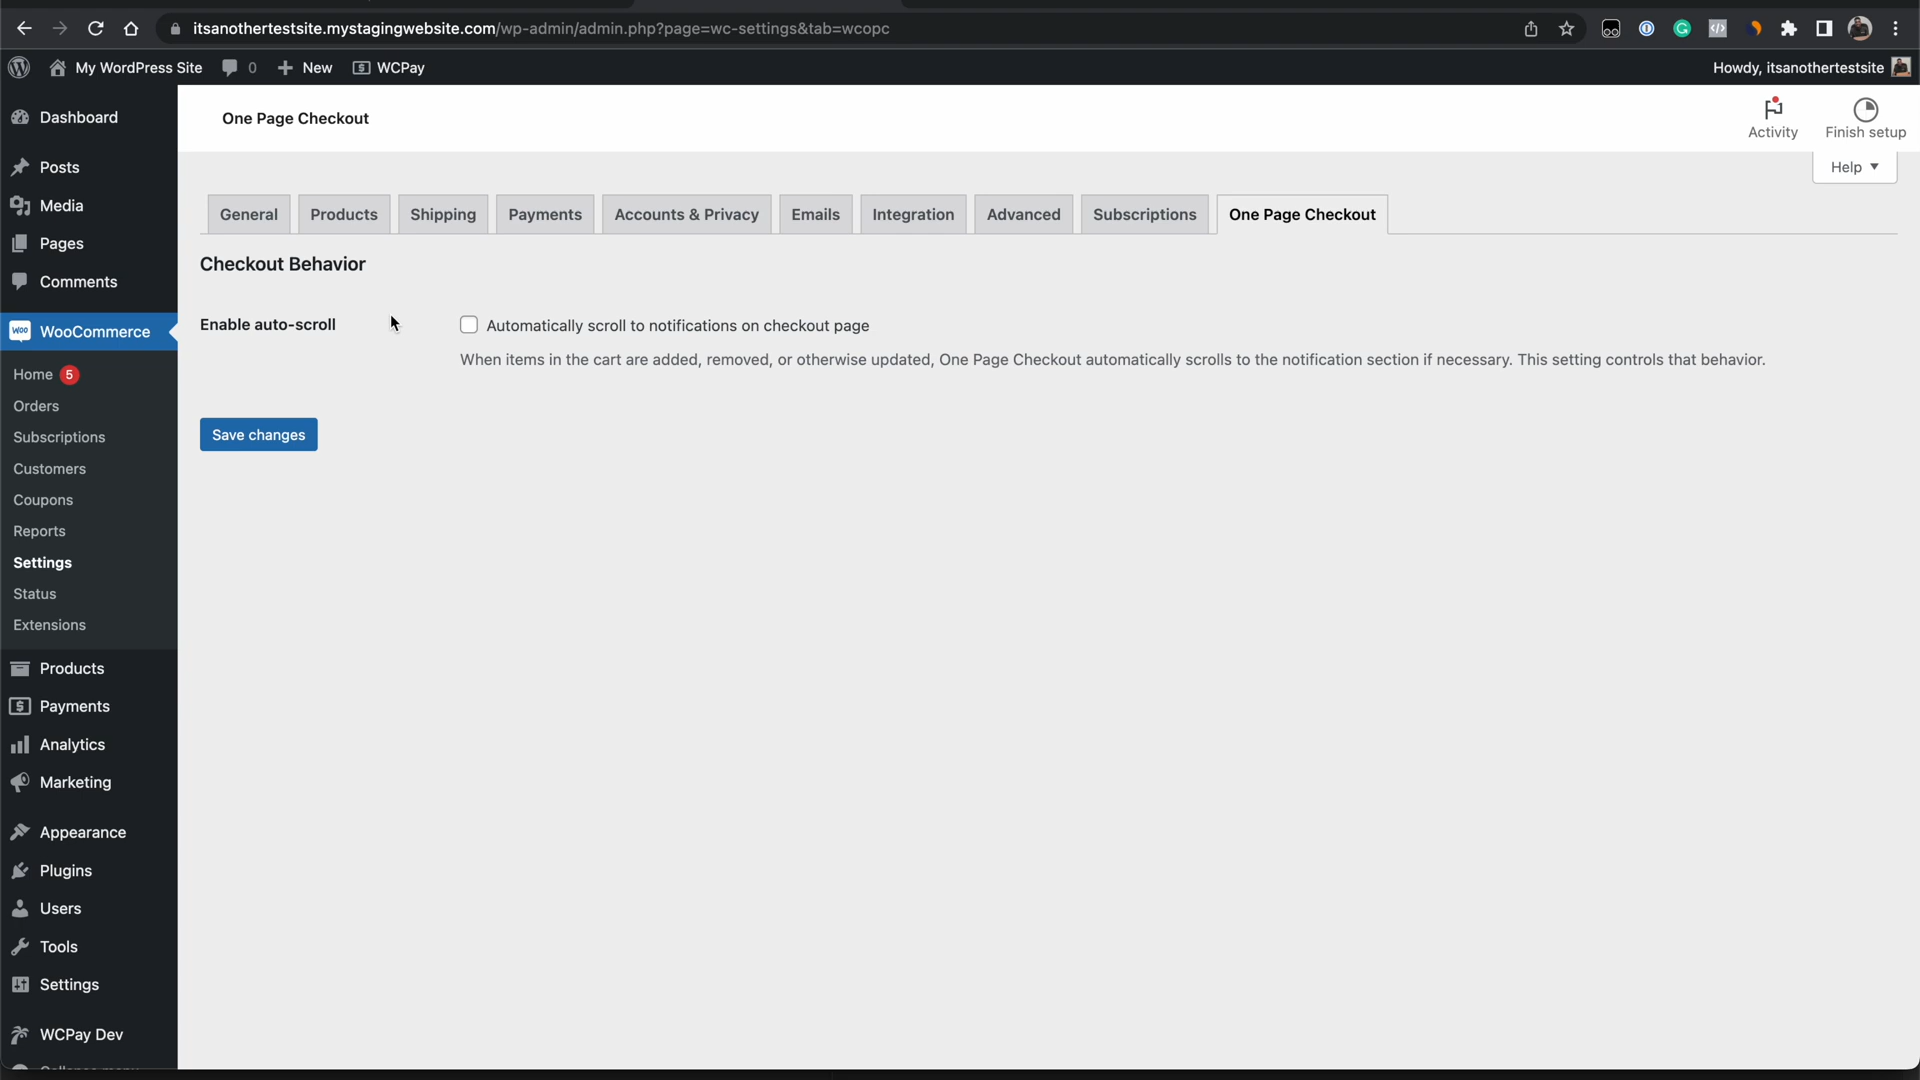 itsanothertestsite.mystagingwebsite.com/wp-admin/admin.php?page=wc-settings&tab=wcopc
My WordPress Site 0 New WCPay Howdy, itsanothertestsite
One Page Checkout
Activity Finish setup
Help
General Products Shipping Payments Accounts & Privacy Emails Integration Advanced Subscriptions One Page Checkout
Checkout Behavior
Enable auto-scroll Automatically scroll to notifications on checkout page
When items in the cart are added, removed, or otherwise updated, One Page Checkout automatically scrolls to the notification section if necessary. This setting controls that behavior.
Save changes
Dashboard
Posts
Media
Pages
Comments
WOO WooCommerce
Home 5
Orders
Subscriptions
Customers
Coupons
Reports
Settings
Status
Extensions
Products
Payments
Analytics
Marketing
Appearance
Plugins
Users
Tools
Settings
WCPay Dev